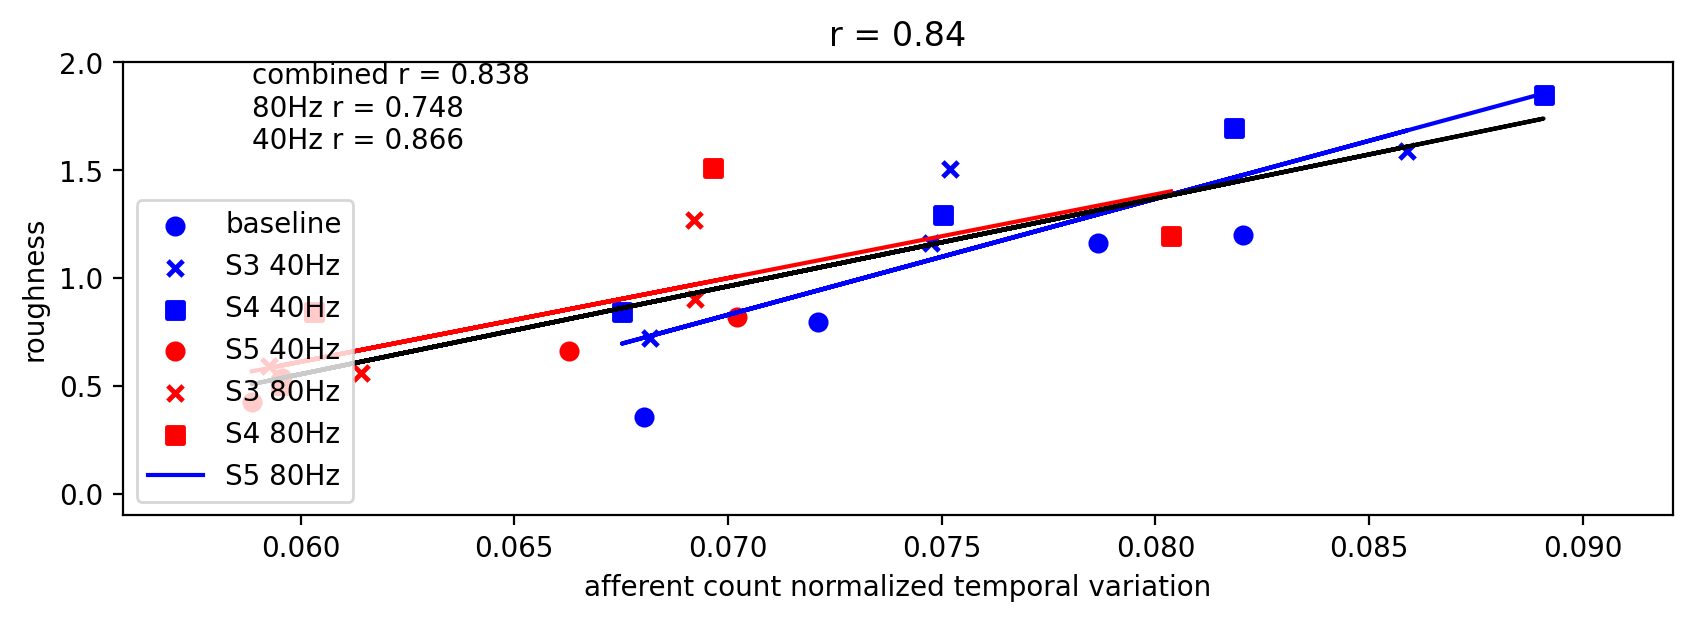 r = 0.84
combined r = 0.838
80Hz r = 0.748
40Hz r = 0.866
2.0
1.5
1.0
0.5
0.0
roughness
baseline
S3 40Hz
S4 40Hz
S5 40Hz
S3 80Hz
S4 80Hz
S5 80Hz
0.060 0.065 0.070 0.075 0.080 0.085 0.090
afferent count normalized temporal variation